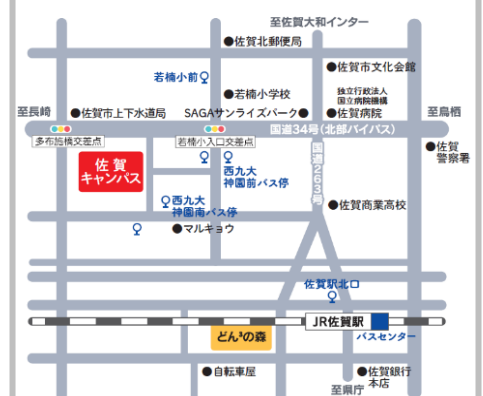 至佐賀大和インター
●佐賀北郵便局
●佐賀市文化会館
若楠小前
●若楠小学校
独立行政法人
国立病院機構
至長崎
●佐賀市上下水道局
SAGAサンライズパーク●
●佐賀病院
至鳥栖
国道34号(北部バイパス)
多布施橋交差点
若楠小入口交差点
●佐賀
警察署
佐賀
キャンパス
西九大
神園前バス停
国道263号
西九大
神園南バス停
●佐賀商業高校
●マルキョウ
佐賀駅北口
JR佐賀駅
どん³の森
バスセンター
●自転車屋
●佐賀銀行
本店
至県庁